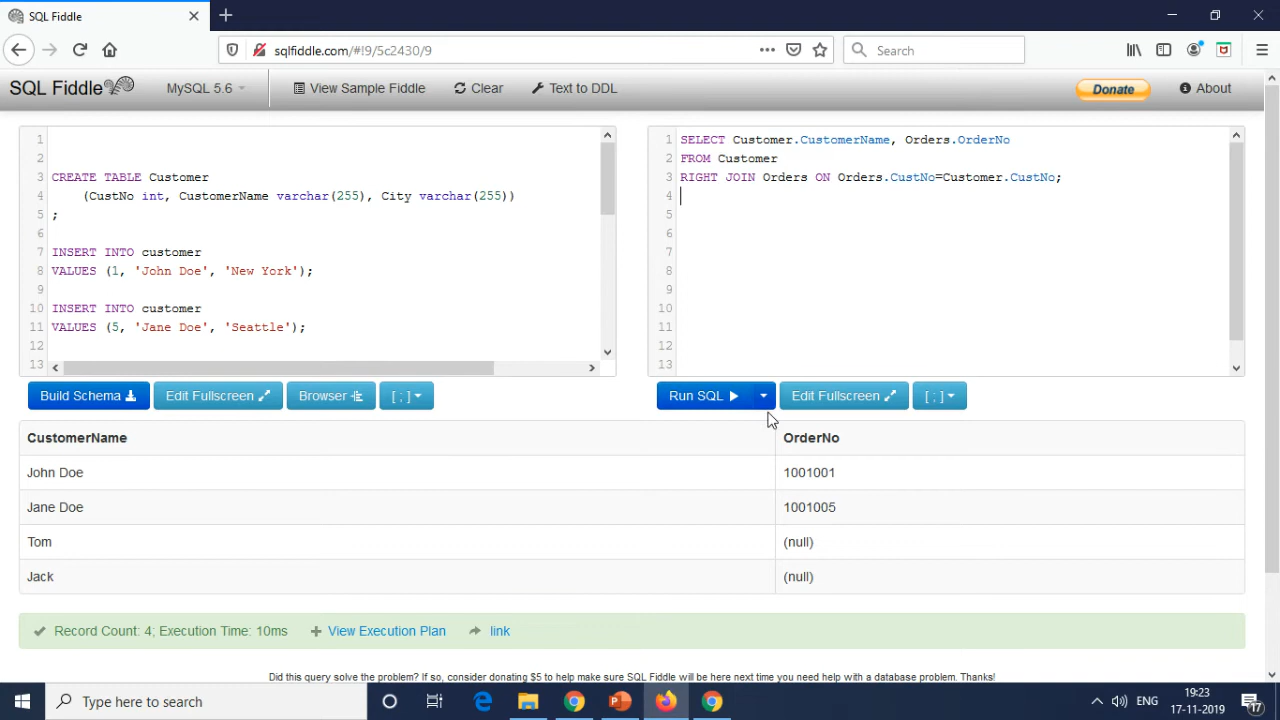 SQL Fiddle
sqlfiddle.com/#!9/5c2430/9
Search
SQL Fiddle
MySQL 5.6
View Sample Fiddle
Clear
Text to DDL
Donate
About
1
2
3 CREATE TABLE Customer
4 (CustNo int, CustomerName varchar(255), City varchar(255))
5 ;
6
7 INSERT INTO customer
8 VALUES (1, 'John Doe', 'New York');
9
10 INSERT INTO customer
11 VALUES (5, 'Jane Doe', 'Seattle');
12
13
1 SELECT Customer.CustomerName, Orders.OrderNo
2 FROM Customer
3 RIGHT JOIN Orders ON Orders.CustNo=Customer.CustNo;
4
5
6
7
8
9
10
11
12
13
Build Schema
Edit Fullscreen
Browser
[ ; ]
Run SQL
Edit Fullscreen
[ ; ]
CustomerName OrderNo
John Doe 1001001
Jane Doe 1001005
Tom (null)
Jack (null)
Record Count: 4; Execution Time: 10ms
View Execution Plan
link
Did this query solve the problem? If so, consider donating $5 to help make sure SQL Fiddle will be here next time you need help with a database problem. Thanks!
Type here to search
ENG
19:23
17-11-2019
17